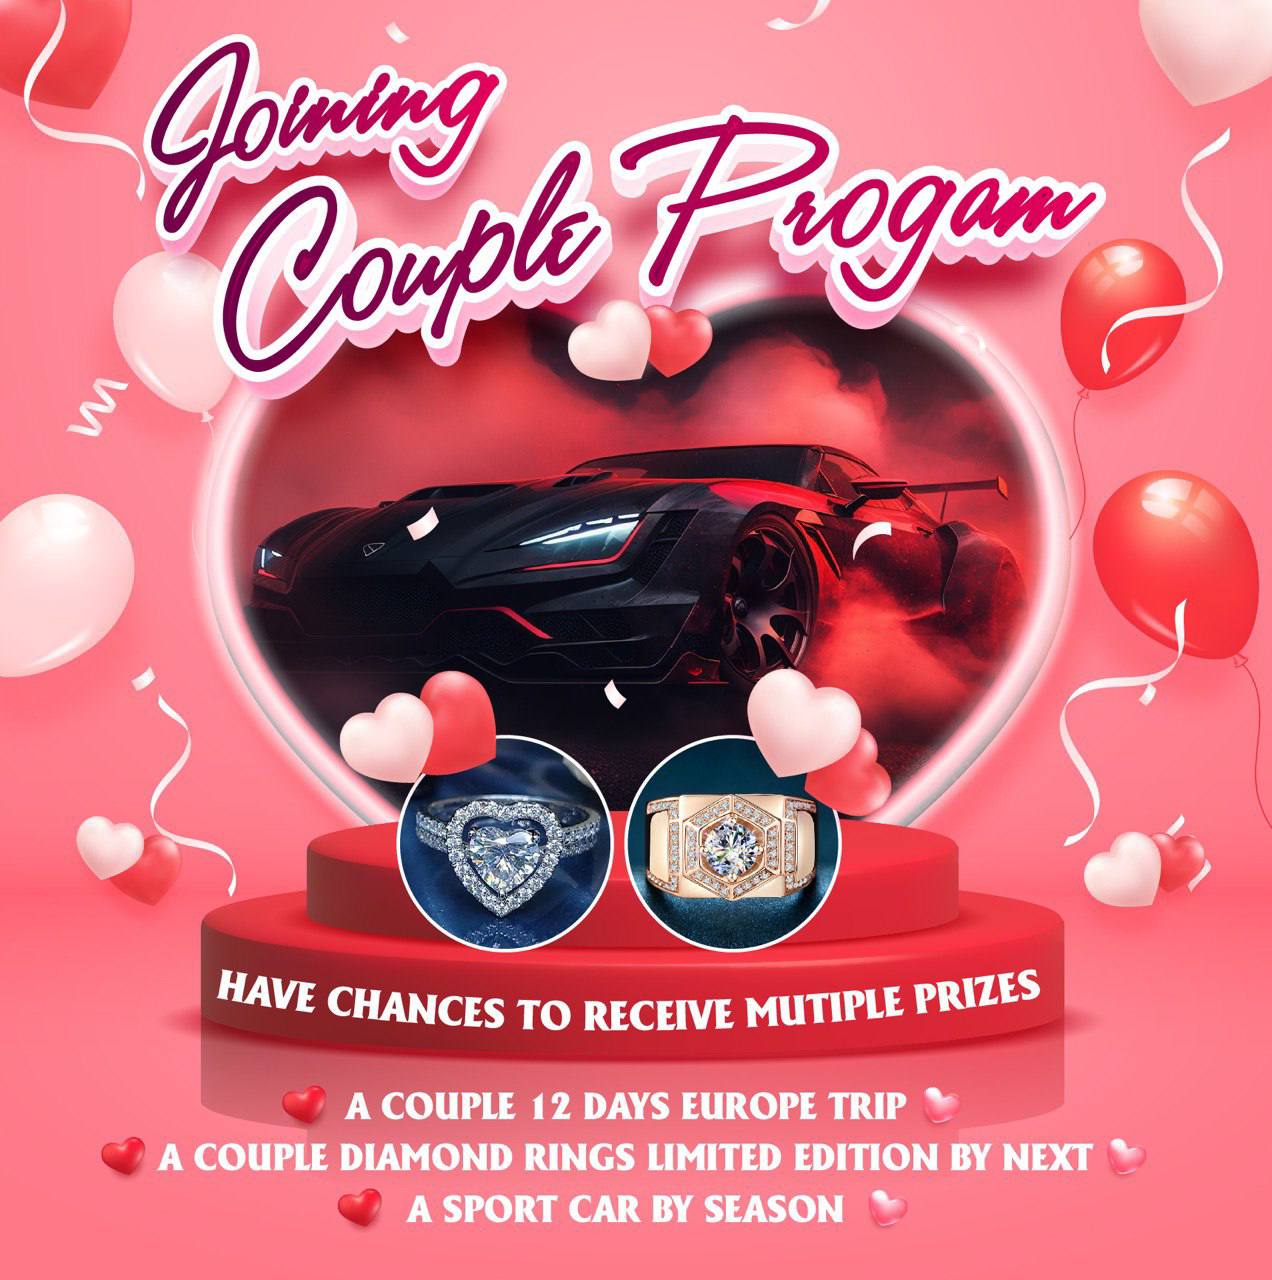 Joining
Couple Progam
HAVE CHANCES TO RECEIVE MUTIPLE PRIZES
A COUPLE 12 DAYS EUROPE TRIP
A COUPLE DIAMOND RINGS LIMITED EDITION BY NEXT
A SPORT CAR BY SEASON